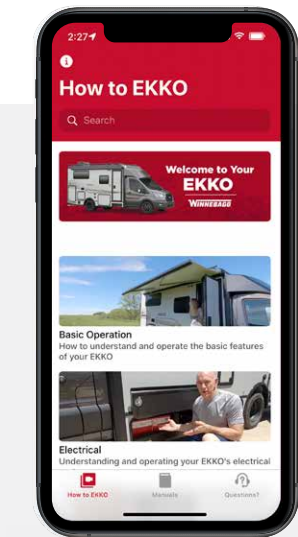 2:27
How to EKKO
Search
Welcome to Your
EKKO
WINNEBAGO
Basic Operation
How to understand and operate the basic features
of your EKKO
Electrical
Understanding and operating your EKKO's electrical
How to EKKO
Manuals
Questions?